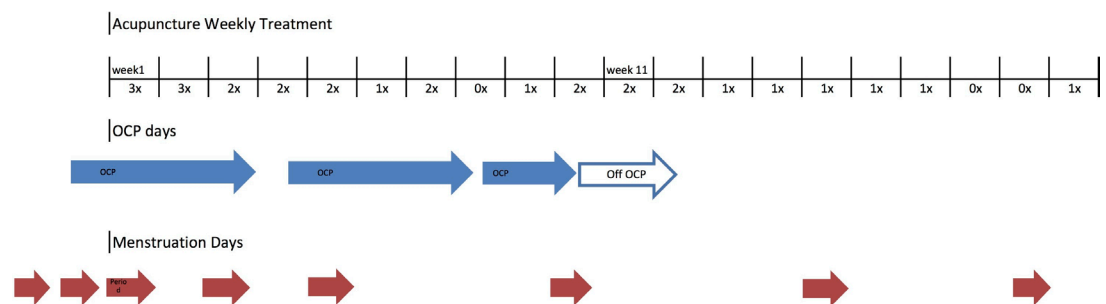 Acupuncture Weekly Treatment
week1 week 11
3x 3x 2x 2x 2x 1x 2x 0x 1x 2x 2x 2x 1x 1x 1x 1x 1x 0x 0x 1x
OCP days
OCP OCP OCP Off OCP
Menstruation Days
Perio
d